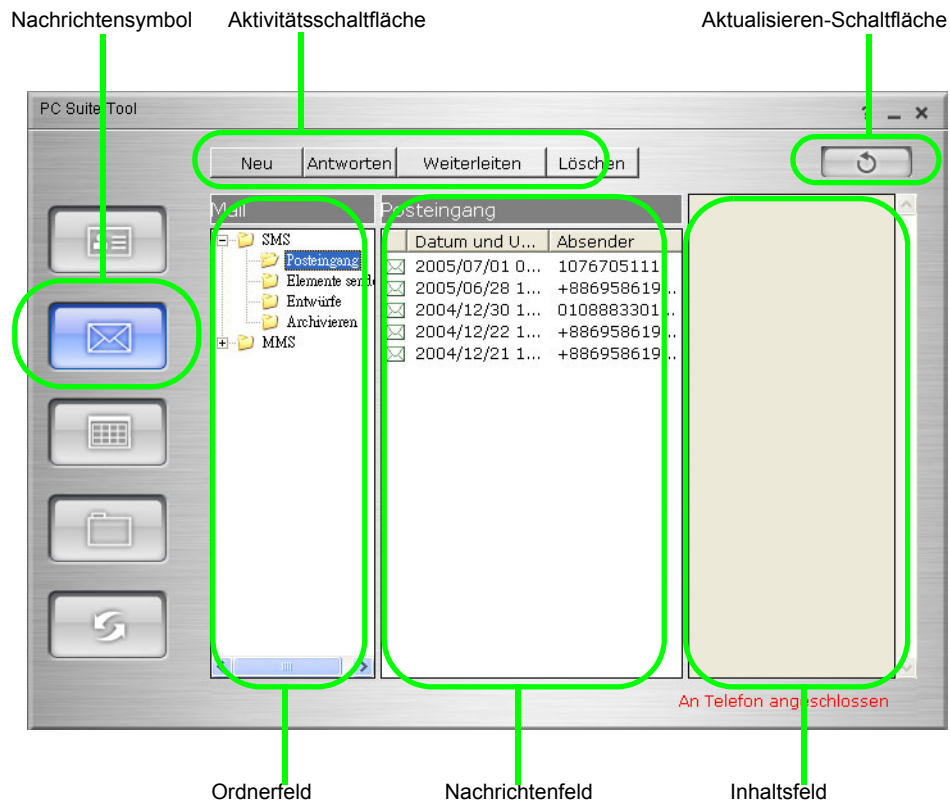 Nachrichtensymbol Aktivitätsschaltfläche Aktualisieren-Schaltfläche
PC Suite Tool
Neu Antworten Weiterleiten Löschen
Mail Posteingang
SMS
Posteingang
Elemente sende
Entwürfe
Archivieren
MMS
Datum und U... Absender
2005/07/01 0... 1076705111
2005/06/28 1... +886958619...
2004/12/30 1... 0108883301...
2004/12/22 1... +886958619...
2004/12/21 1... +886958619...
An Telefon angeschlossen
Ordnerfeld Nachrichtenfeld Inhaltsfeld